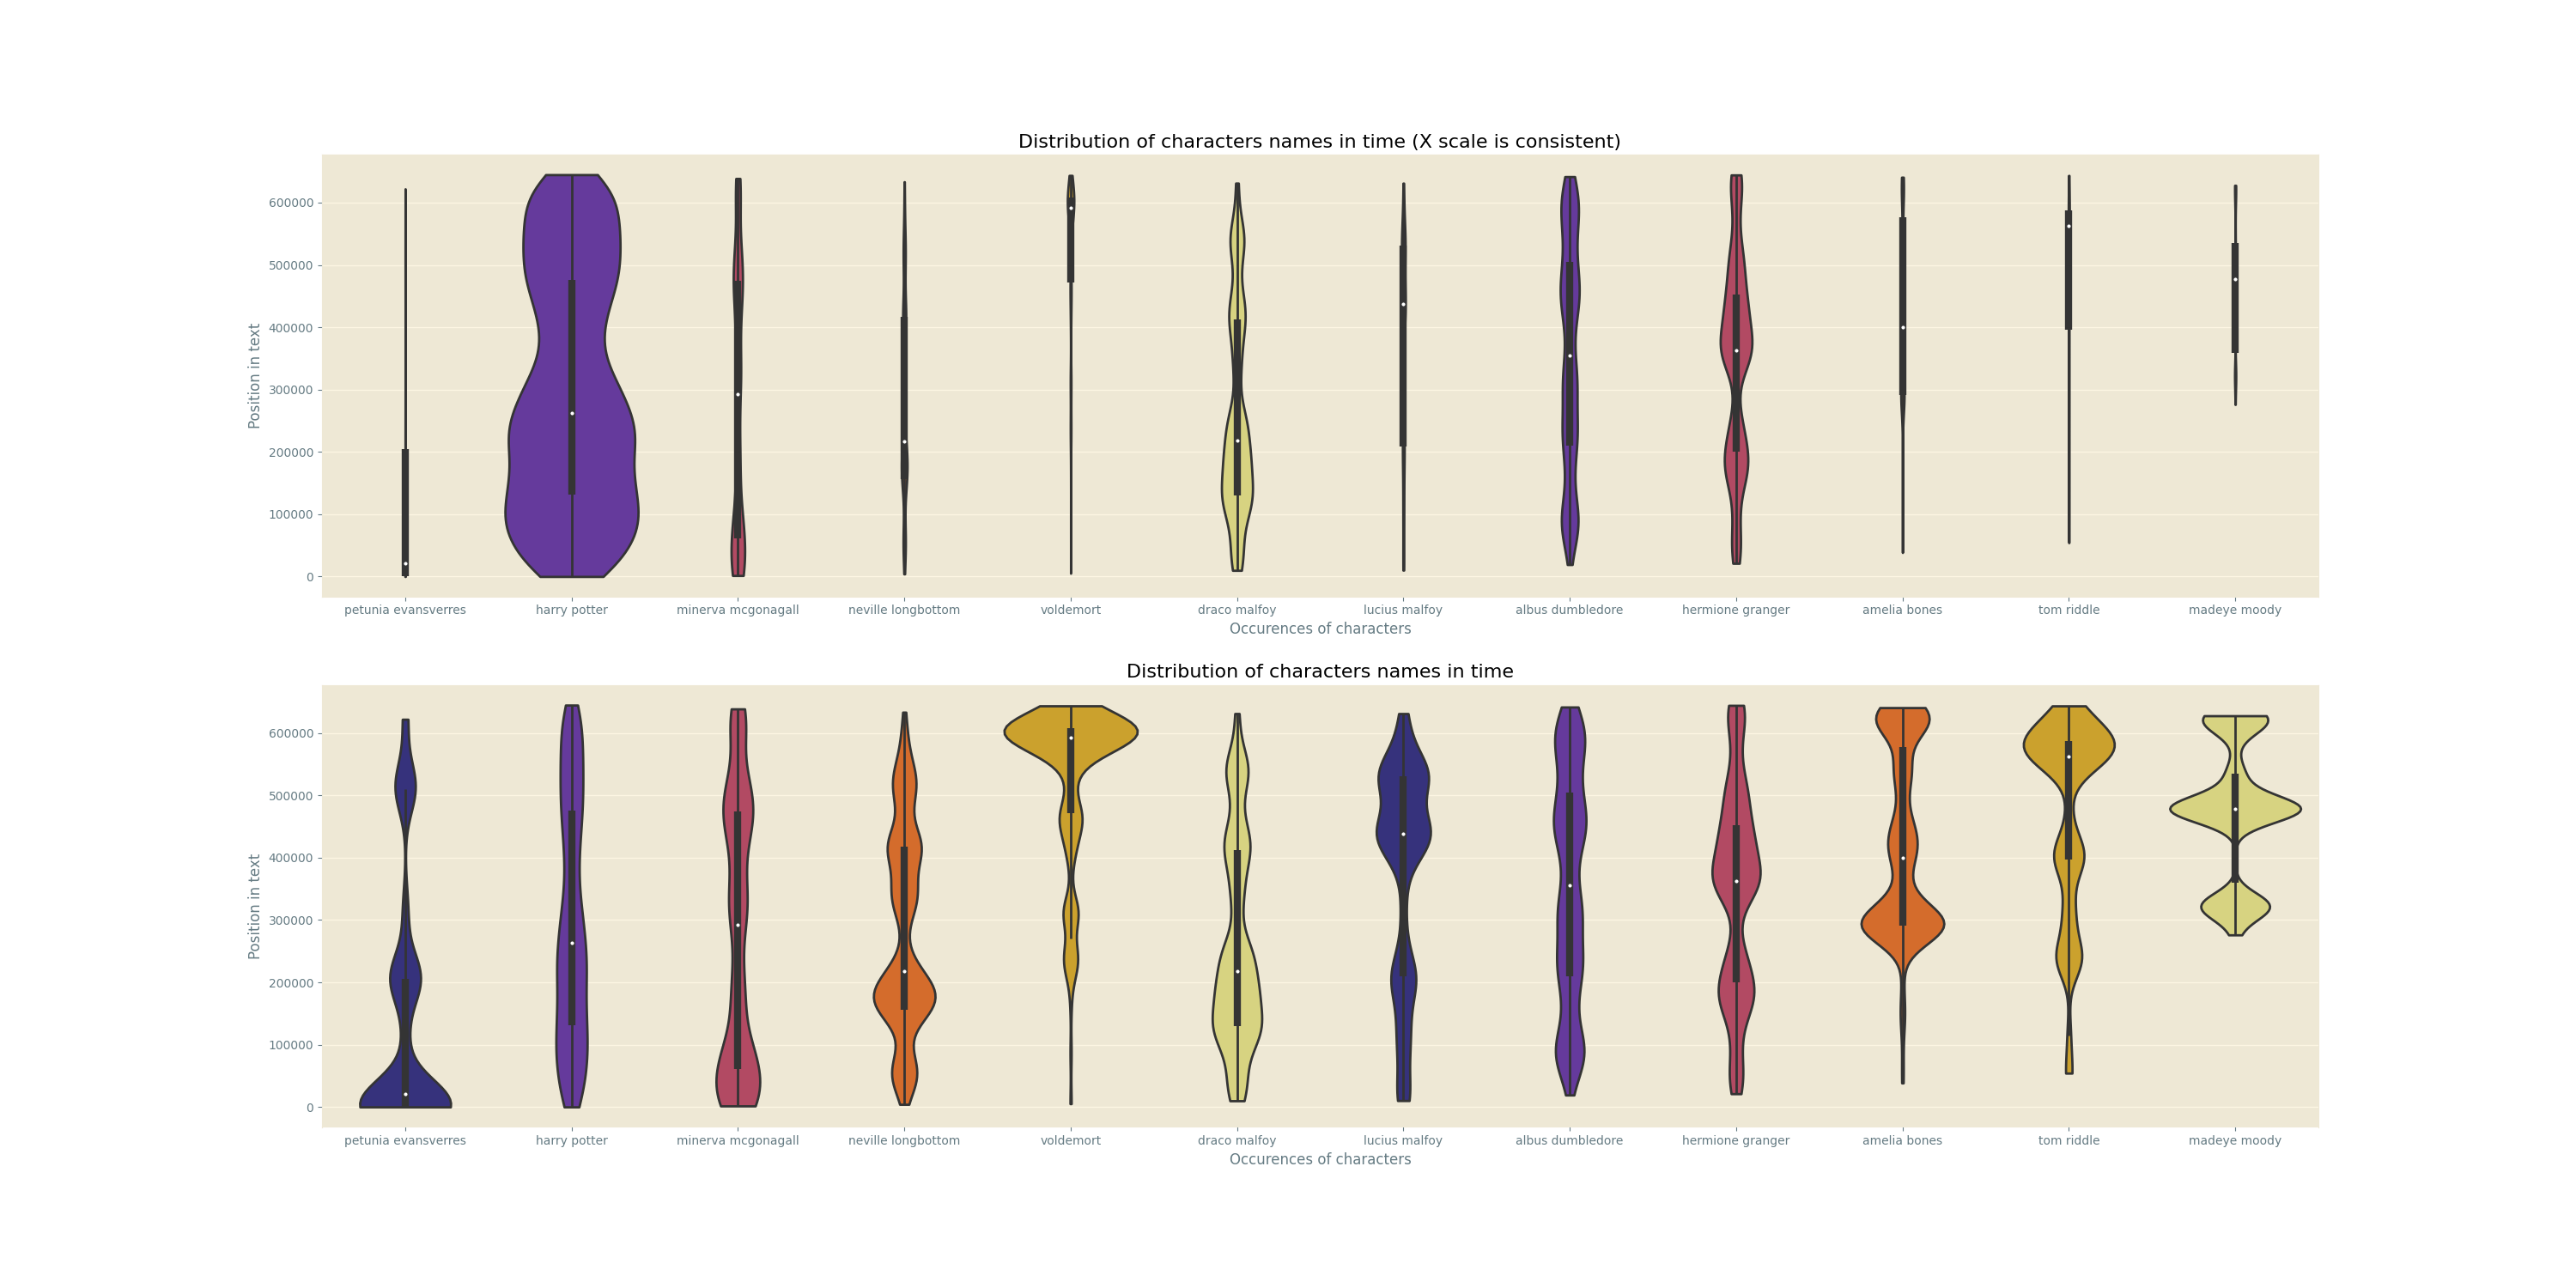 Distribution of characters names in time (X scale is consistent)
Position in text
600000
500000
400000
300000
200000
100000
0
petunia evansverres harry potter minerva mcgonagall neville longbottom voldemort draco malfoy lucius malfoy albus dumbledore hermione granger amelia bones tom riddle madeye moody
Occurences of characters
Distribution of characters names in time
Position in text
600000
500000
400000
300000
200000
100000
0
petunia evansverres harry potter minerva mcgonagall neville longbottom voldemort draco malfoy lucius malfoy albus dumbledore hermione granger amelia bones tom riddle madeye moody
Occurences of characters